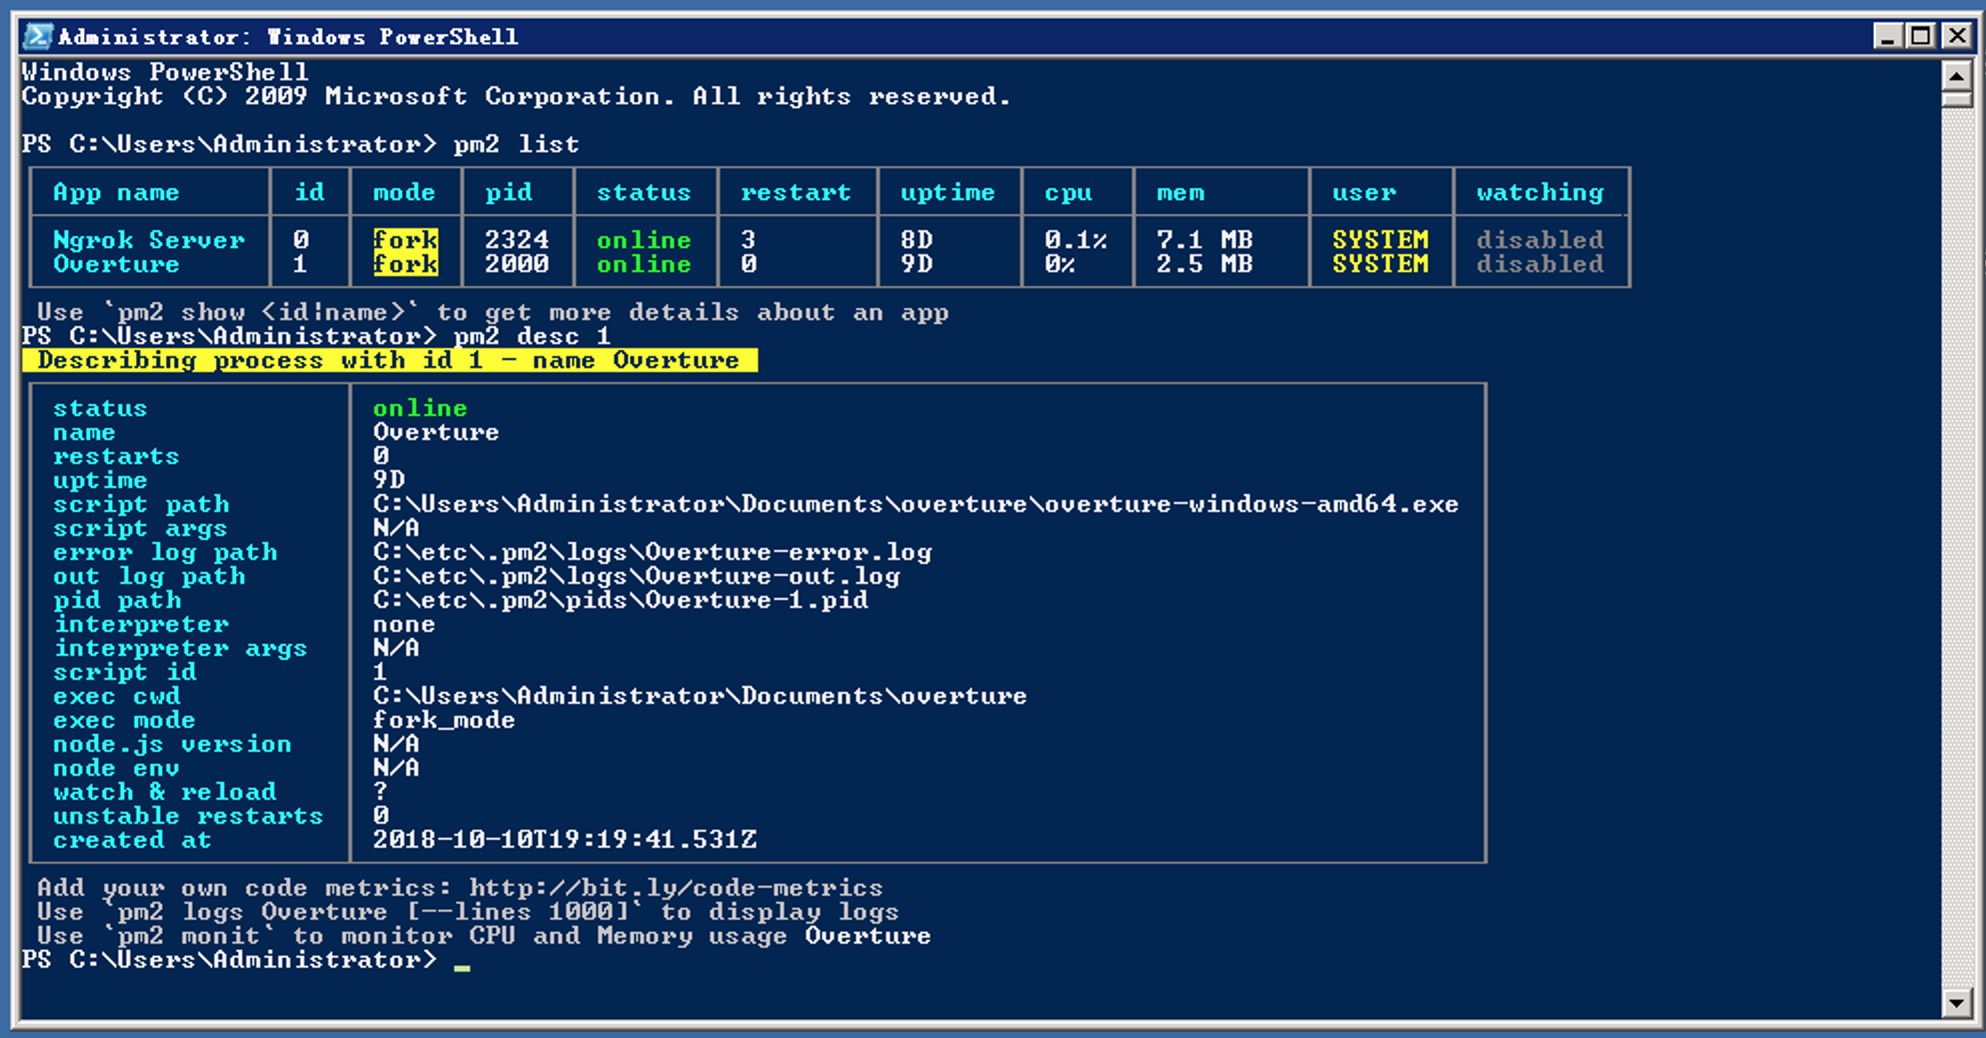 Administrator: Windows PowerShell
Windows PowerShell
Copyright (C) 2009 Microsoft Corporation. All rights reserved.
PS C:\Users\Administrator> pm2 list
App name id mode pid status restart uptime cpu mem user watching
Ngrok Server 0 fork 2324 online 3 8D 0.1% 7.1 MB SYSTEM disabled
Overture 1 fork 2000 online 0 9D 0% 2.5 MB SYSTEM disabled
Use `pm2 show <id|name>` to get more details about an app
PS C:\Users\Administrator> pm2 desc 1
Describing process with id 1 - name Overture
status online
name Overture
restarts 0
uptime 9D
script path C:\Users\Administrator\Documents\overture\overture-windows-amd64.exe
script args N/A
error log path C:\etc\.pm2\logs\Overture-error.log
out log path C:\etc\.pm2\logs\Overture-out.log
pid path C:\etc\.pm2\pids\Overture-1.pid
interpreter none
interpreter args N/A
script id 1
exec cwd C:\Users\Administrator\Documents\overture
exec mode fork_mode
node.js version N/A
node env N/A
watch & reload ?
unstable restarts 0
created at 2018-10-10T19:19:41.531Z
Add your own code metrics: http://bit.ly/code-metrics
Use `pm2 logs Overture [--lines 1000]` to display logs
Use `pm2 monit` to monitor CPU and Memory usage Overture
PS C:\Users\Administrator> _